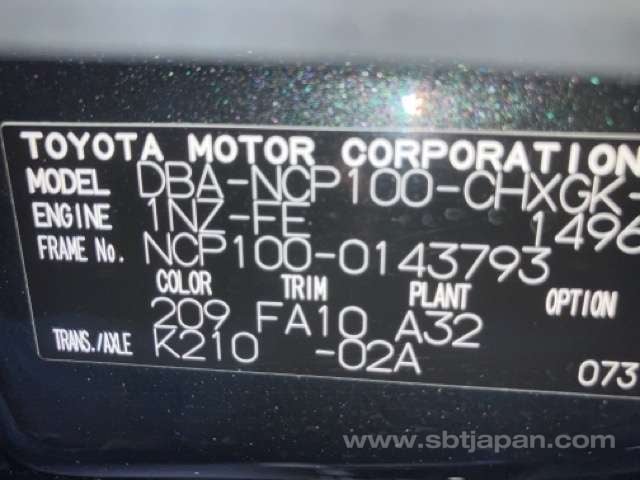 TOYOTA MOTOR CORPORATION
MODEL DBA-NCP100-CHXGK-
ENGINE 1NZ-FE 1496
FRAME No. NCP100-0143793
COLOR TRIM PLANT OPTION
209 FA10 A32
TRANS./AXLE K210 -02A
073
www.sbtjapan.com